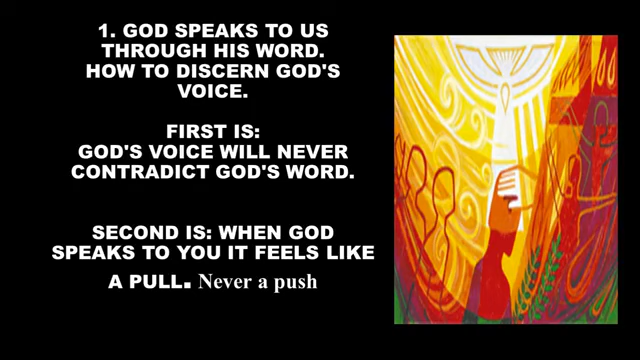 1. GOD SPEAKS TO US
THROUGH HIS WORD.
HOW TO DISCERN GOD'S
VOICE.
FIRST IS:
GOD'S VOICE WILL NEVER
CONTRADICT GOD'S WORD.
SECOND IS: WHEN GOD
SPEAKS TO YOU IT FEELS LIKE
A PULL. Never a push